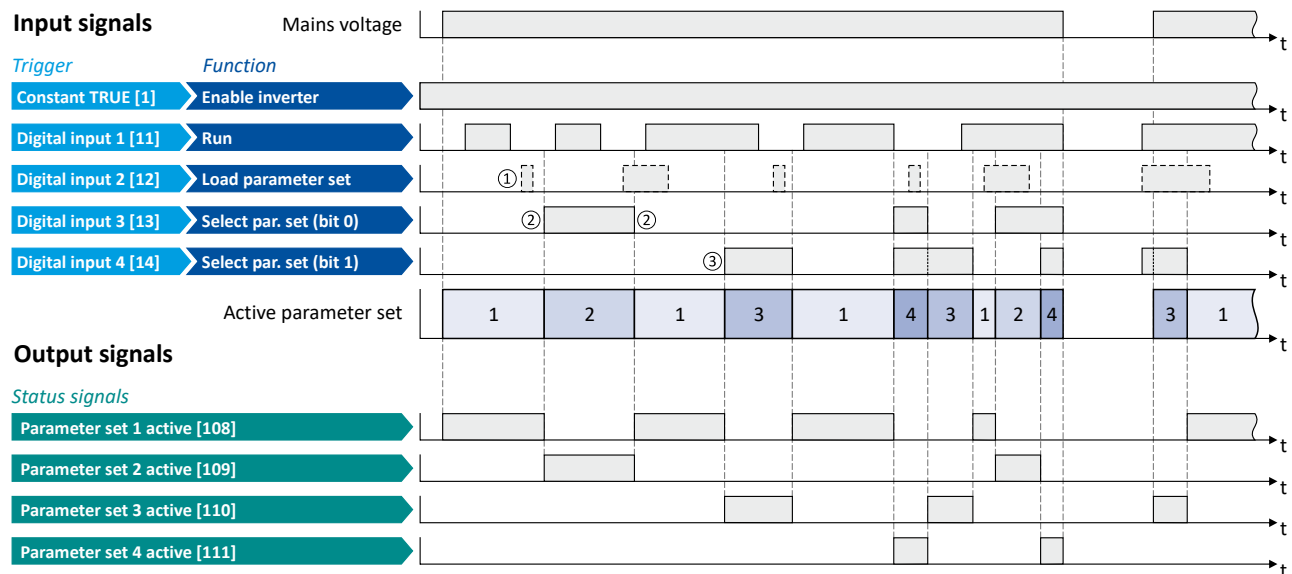 Input signals
Mains voltage
t
Trigger Function
Constant TRUE [1] Enable inverter
t
Digital input 1 [11] Run
t
Digital input 2 [12] Load parameter set ①
t
Digital input 3 [13] Select par. set (bit 0) ② ②
t
Digital input 4 [14] Select par. set (bit 1) ③
t
Active parameter set 1 2 1 3 1 4 3 1 2 4 3 1
t
Output signals
Status signals
Parameter set 1 active [108]
t
Parameter set 2 active [109]
t
Parameter set 3 active [110]
t
Parameter set 4 active [111]
t